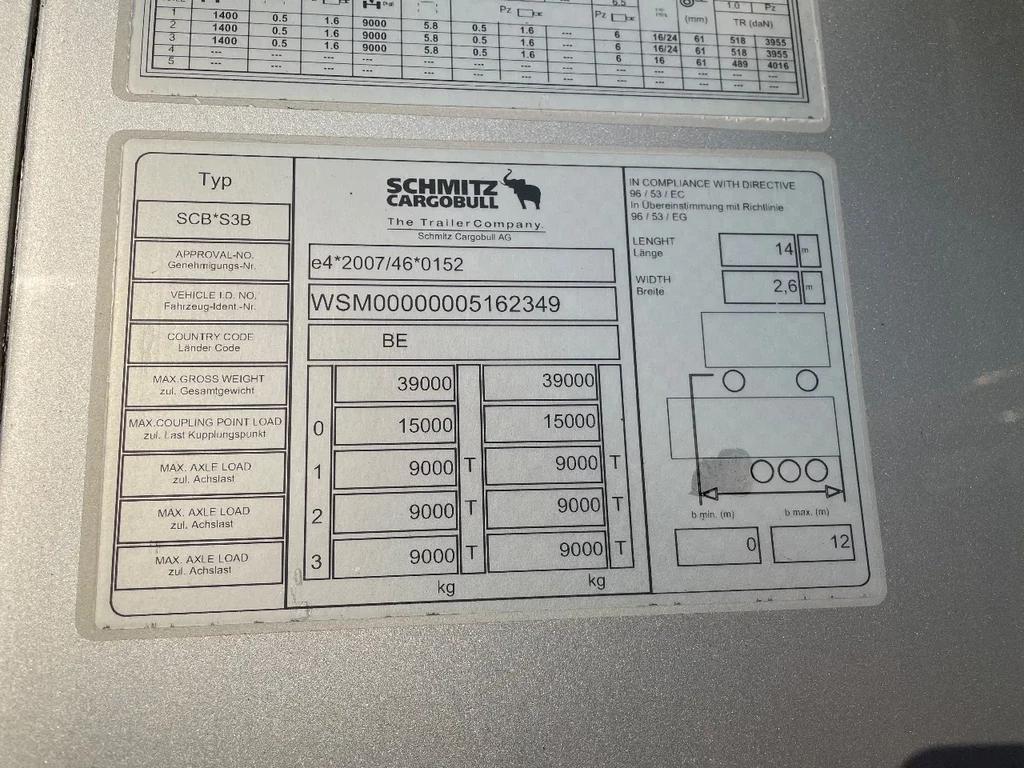 Pz Pz 6.5 1.0 Pz
(mm) TR (daN)
1 1400 0.5 1.6 9000 5.8 0.5 1.6 --- 6 16/24 61 518 3955
2 1400 0.5 1.6 9000 5.8 0.5 1.6 --- 6 16/24 61 518 3955
3 1400 0.5 1.6 9000 5.8 0.5 1.6 --- 6 16 61 489 4016
4 --- --- --- --- --- --- --- --- --- --- --- --- ---
5 --- --- --- --- --- --- --- --- --- --- --- --- ---
Typ
SCB*S3B
SCHMITZ
CARGOBULL
The TrailerCompany.
Schmitz Cargobull AG
APPROVAL-NO.
Genehmigungs-Nr.
e4*2007/46*0152
VEHICLE I.D. NO.
Fahrzeug-Ident.-Nr.
WSM00000005162349
COUNTRY CODE
Länder Code
BE
MAX.GROSS WEIGHT
zul. Gesamtgewicht
39000 39000
MAX.COUPLING POINT LOAD
zul. Last Kupplungspunkt
0 15000 15000
MAX. AXLE LOAD
zul. Achslast
1 9000 T 9000 T
MAX. AXLE LOAD
zul. Achslast
2 9000 T 9000 T
MAX. AXLE LOAD
zul. Achslast
3 9000 T 9000 T
kg kg
IN COMPLIANCE WITH DIRECTIVE
96 / 53 / EC
In Übereinstimmung mit Richtlinie
96 / 53 / EG
LENGHT
Länge
14 m
WIDTH
Breite
2,6 m
b min. (m) b max. (m)
0 12